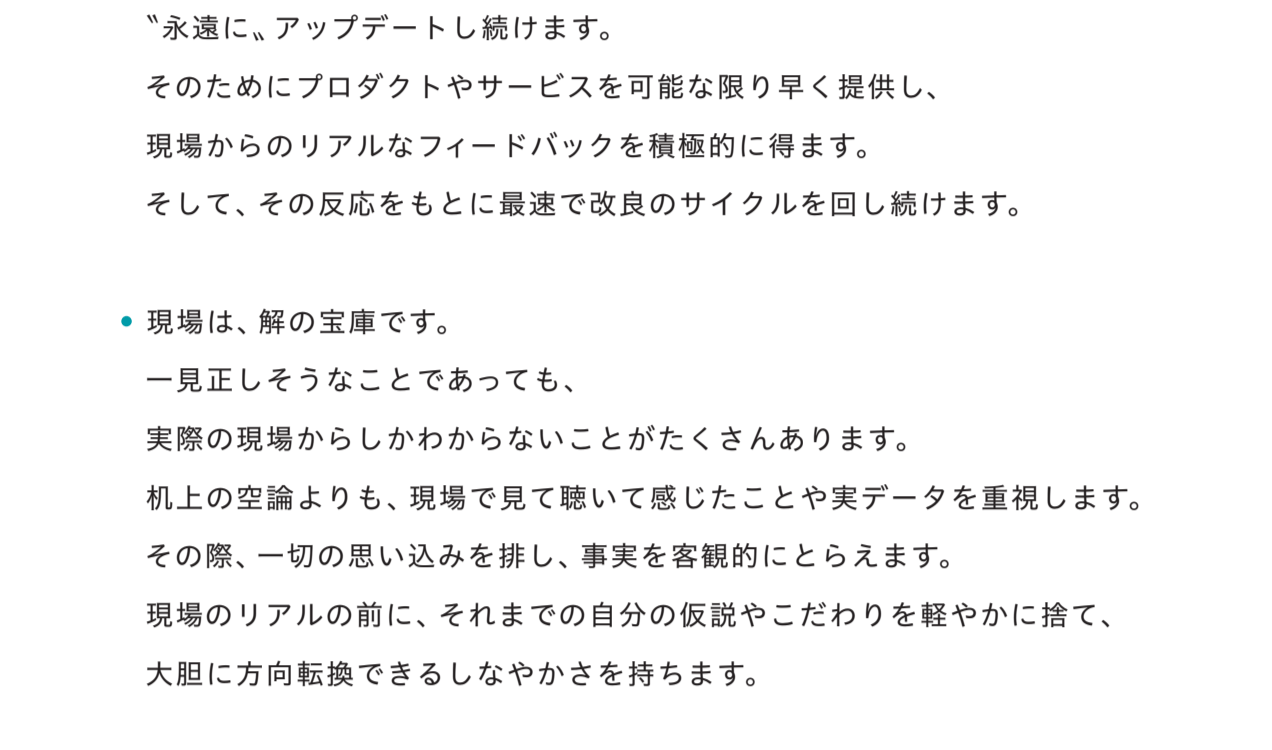 〝永遠に〟アップデートし続けます。
そのためにプロダクトやサービスを可能な限り早く提供し、
現場からのリアルなフィードバックを積極的に得ます。
そして、その反応をもとに最速で改良のサイクルを回し続けます。
• 現場は、解の宝庫です。
一見正しそうなことであっても、
実際の現場からしかわからないことがたくさんあります。
机上の空論よりも、現場で見て聴いて感じたことや実データを重視します。
その際、一切の思い込みを排し、事実を客観的にとらえます。
現場のリアルの前に、それまでの自分の仮説やこだわりを軽やかに捨て、
大胆に方向転換できるしなやかさを持ちます。